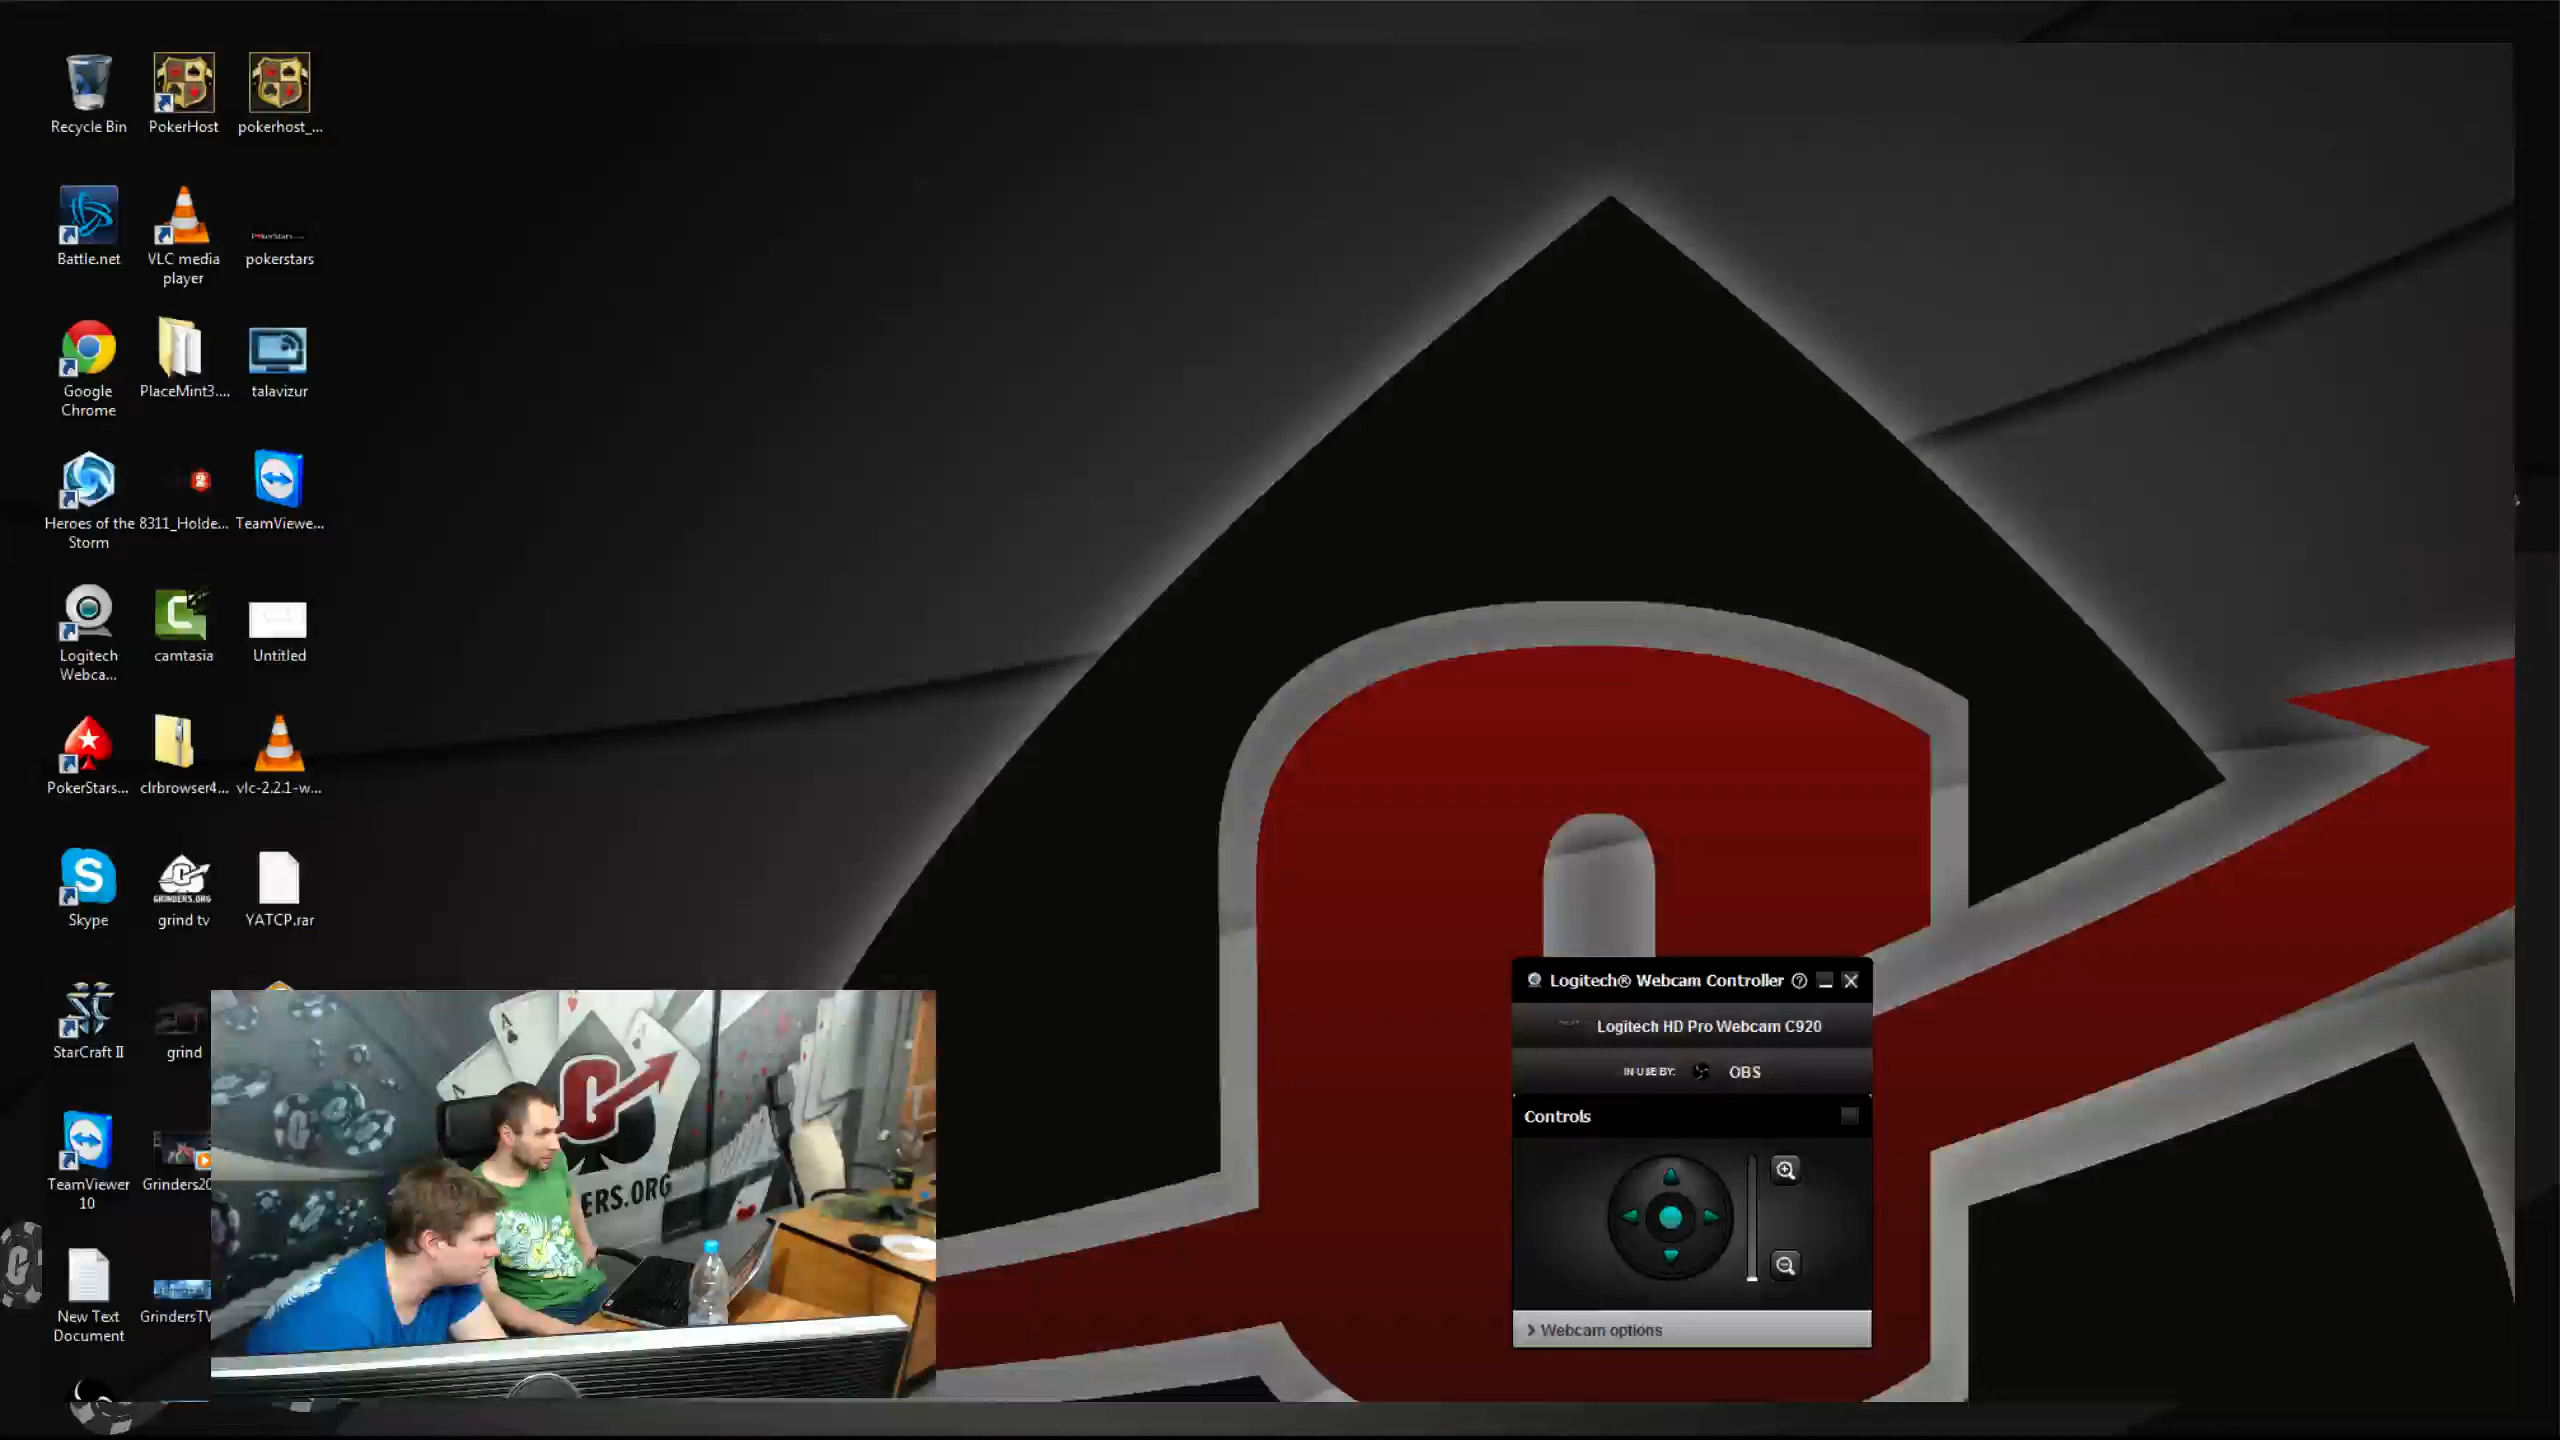 Recycle Bin
PokerHost
pokerhost_...
Battle.net
VLC media
player
pokerstars
Google
Chrome
PlaceMint3....
talavizur
Heroes of the
Storm
8311_Holde...
TeamViewe...
Logitech
Webca...
camtasia
Untitled
PokerStars...
clrbrowser4...
vlc-2.2.1-w...
Skype
GRINDERS.ORG
grind tv
YATCP.rar
StarCraft II
grind
TeamViewer
10
Grinders20
New Text
Document
GrindersTV
ERS.ORG
Logitech® Webcam Controller
Logitech HD Pro Webcam C920
IN USE BY: OBS
Controls
Webcam options